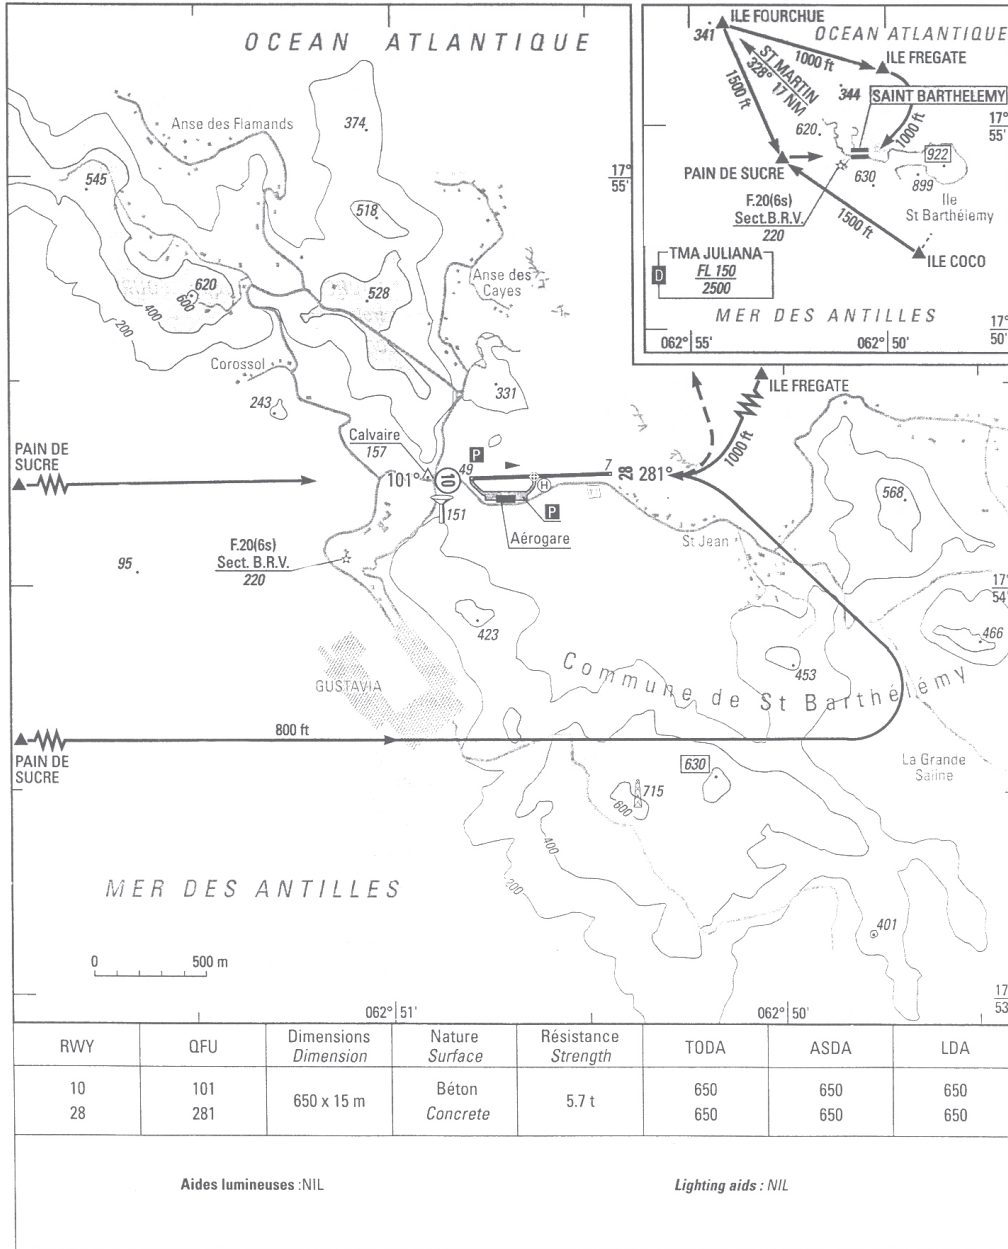 OCEAN ATLANTIQUE
Anse des Flamands
374
545
518
17°
55'
620
600
400
200
528
Anse des
Cayes
Corossol
243
331
Calvaire
157
PAIN DE
SUCRE
101°
10
49
P
7
28
281°
H
151
P
Aérogare
ILE FREGATE
1000 ft
568
St Jean
F.20(6s)
Sect. B.R.V.
220
95
17°
54'
466
423
453
Commune de St Barthélémy
GUSTAVIA
800 ft
PAIN DE
SUCRE
La Grande
Saline
630
715
600
400
200
MER DES ANTILLES
401
0 500 m
17
53
062° 51'
062° 50'
341
ILE FOURCHUE
OCEAN ATLANTIQUE
ILE FREGATE
1000 ft
ST MARTIN
328° 17 NM
1500 ft
344
SAINT BARTHELEMY
17°
55'
620
1000 ft
922
PAIN DE SUCRE
630
899
F.20(6s)
Sect.B.R.V.
220
Ile
St Barthélemy
1500 ft
TMA JULIANA
D
FL 150
2500
ILE COCO
MER DES ANTILLES
17°
50'
062° 55'
062° 50'
RWY QFU Dimensions Nature Résistance TODA ASDA LDA
Dimension Surface Strength
10 101 650 x 15 m Béton 5.7 t 650 650 650
28 281 Concrete 650 650 650
Aides lumineuses :NIL
Lighting aids : NIL